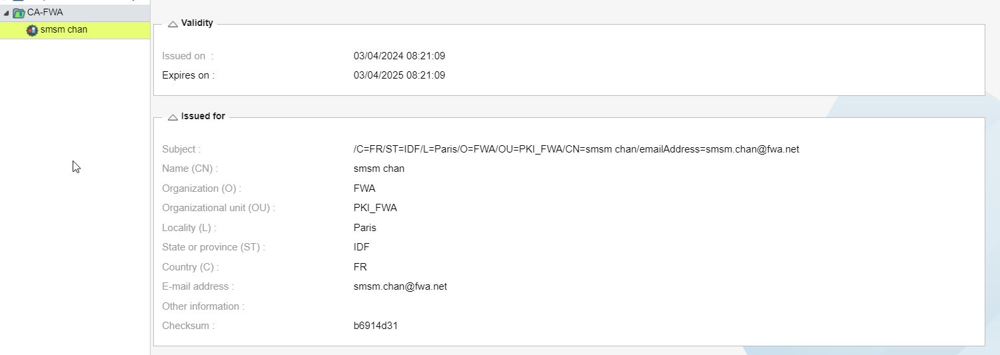 CA-FWA
smsm chan
Validity
Issued on :
03/04/2024 08:21:09
Expires on :
03/04/2025 08:21:09
Issued for
Subject :
/C=FR/ST=IDF/L=Paris/O=FWA/OU=PKI_FWA/CN=smsm chan/emailAddress=smsm.chan@fwa.net
Name (CN) :
smsm chan
Organization (O) :
FWA
Organizational unit (OU) :
PKI_FWA
Locality (L) :
Paris
State or province (ST) :
IDF
Country (C) :
FR
E-mail address :
smsm.chan@fwa.net
Other information :
Checksum :
b6914d31